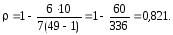 ρ = 1 - 6 · 10 / 7(49 – 1) = 1 - 60 / 336 = 0,821.